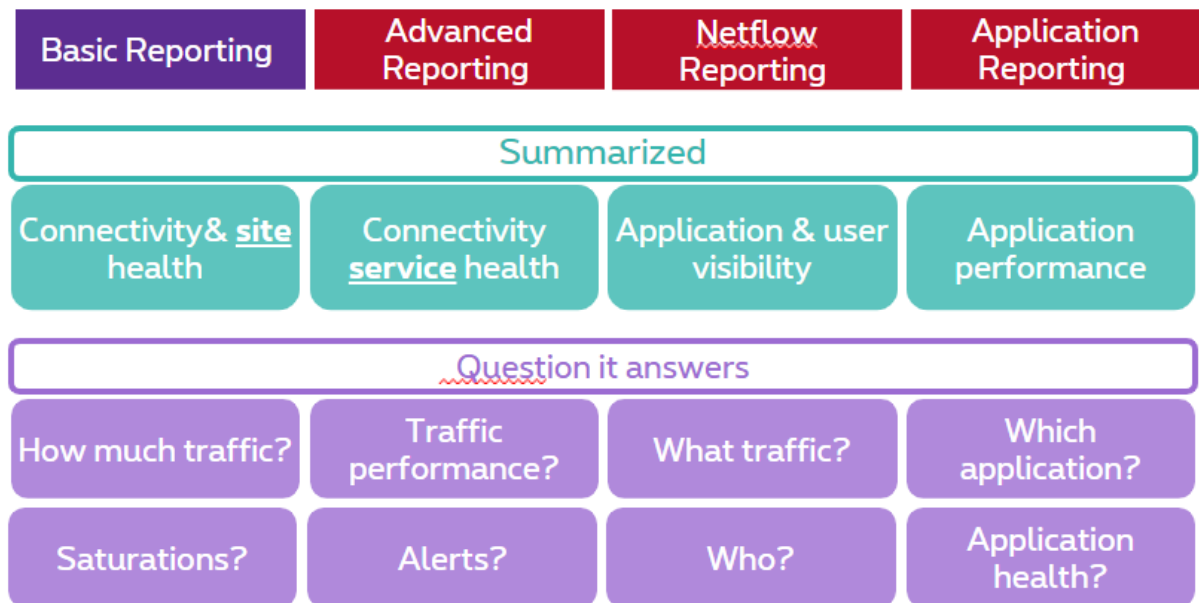 Basic Reporting
Advanced
Reporting
Netflow
Reporting
Application
Reporting
Summarized
Connectivity& site
health
Connectivity
service health
Application & user
visibility
Application
performance
Question it answers
How much traffic?
Traffic
performance?
What traffic?
Which
application?
Saturations?
Alerts?
Who?
Application
health?